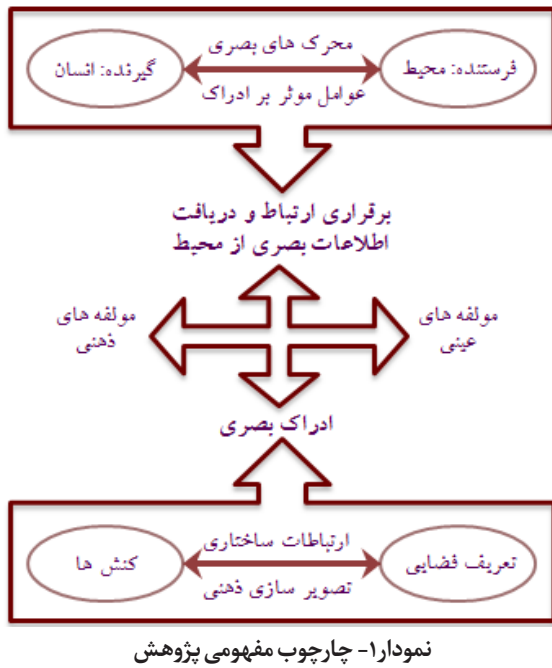 فرستنده: محیط
محرک های بصری
گیرنده: انسان
عوامل موثر بر ادراک
برقراری ارتباط و دریافت
اطلاعات بصری از محیط
مولفه های
عینی
مولفه های
ذهنی
ادراک بصری
تعریف فضایی
ارتباطات ساختاری
کنش ها
تصویر سازی ذهنی
نمودار۱- چارچوب مفهومی پژوهش